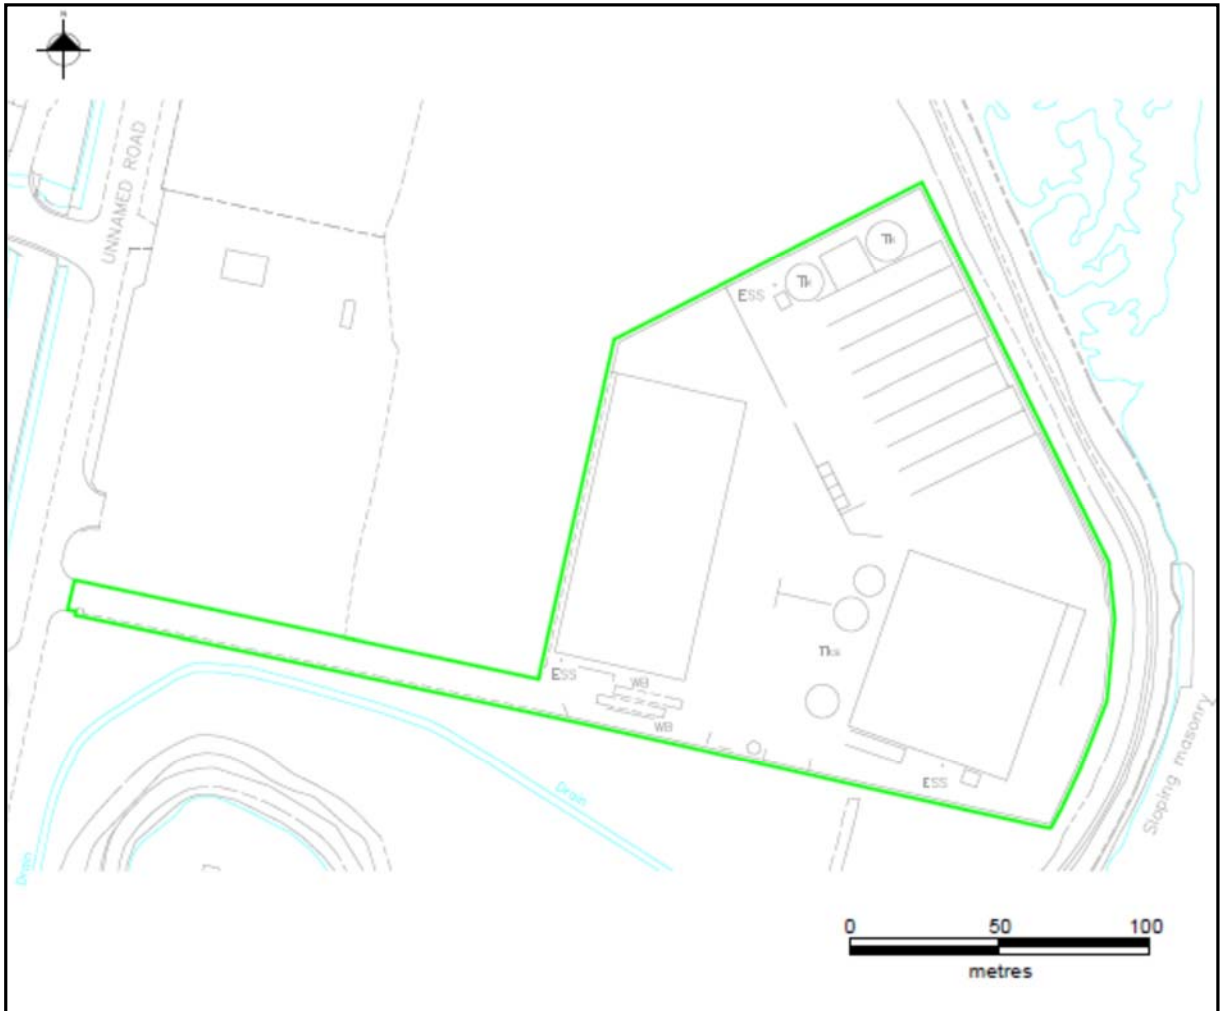 N
UNNAMED ROAD
Tk
Tk
ESS
Tks
ESS
WB
WB
ESS
Drain
Drain
Sloping masonry
0 50 100
metres